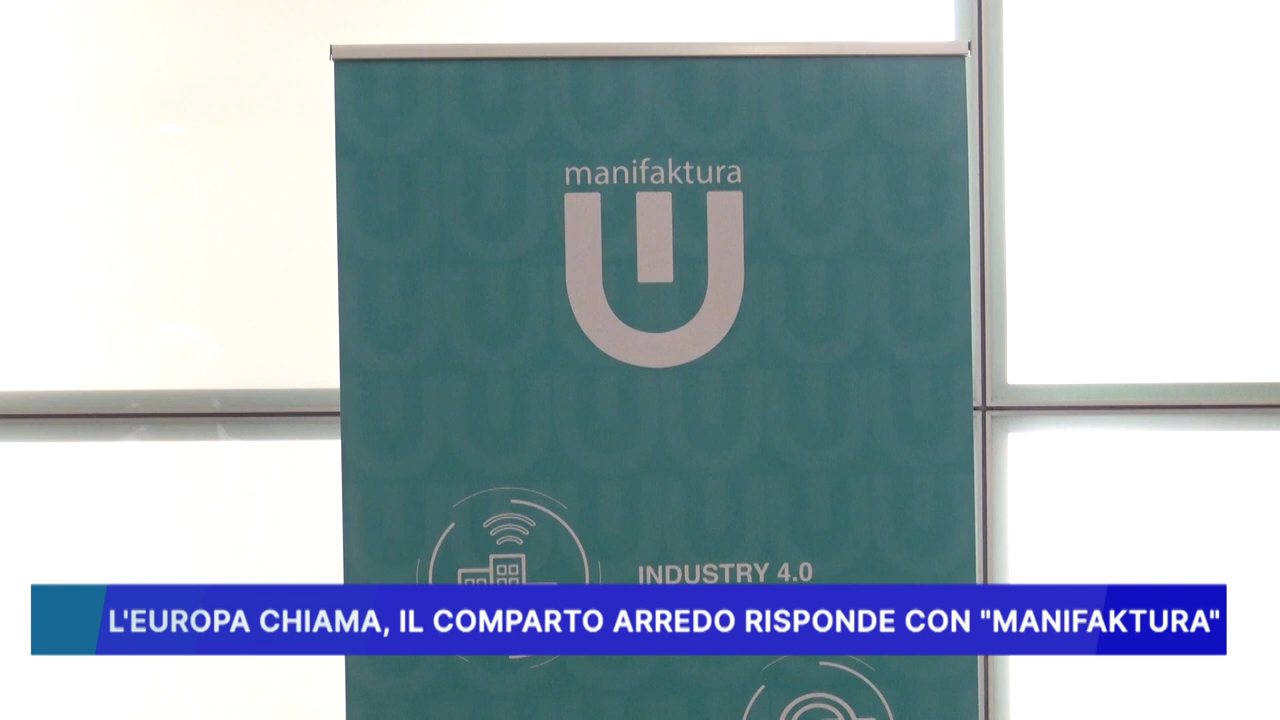 manifaktura
INDUSTRY 4.0
L'EUROPA CHIAMA, IL COMPARTO ARREDO RISPONDE CON "MANIFAKTURA"